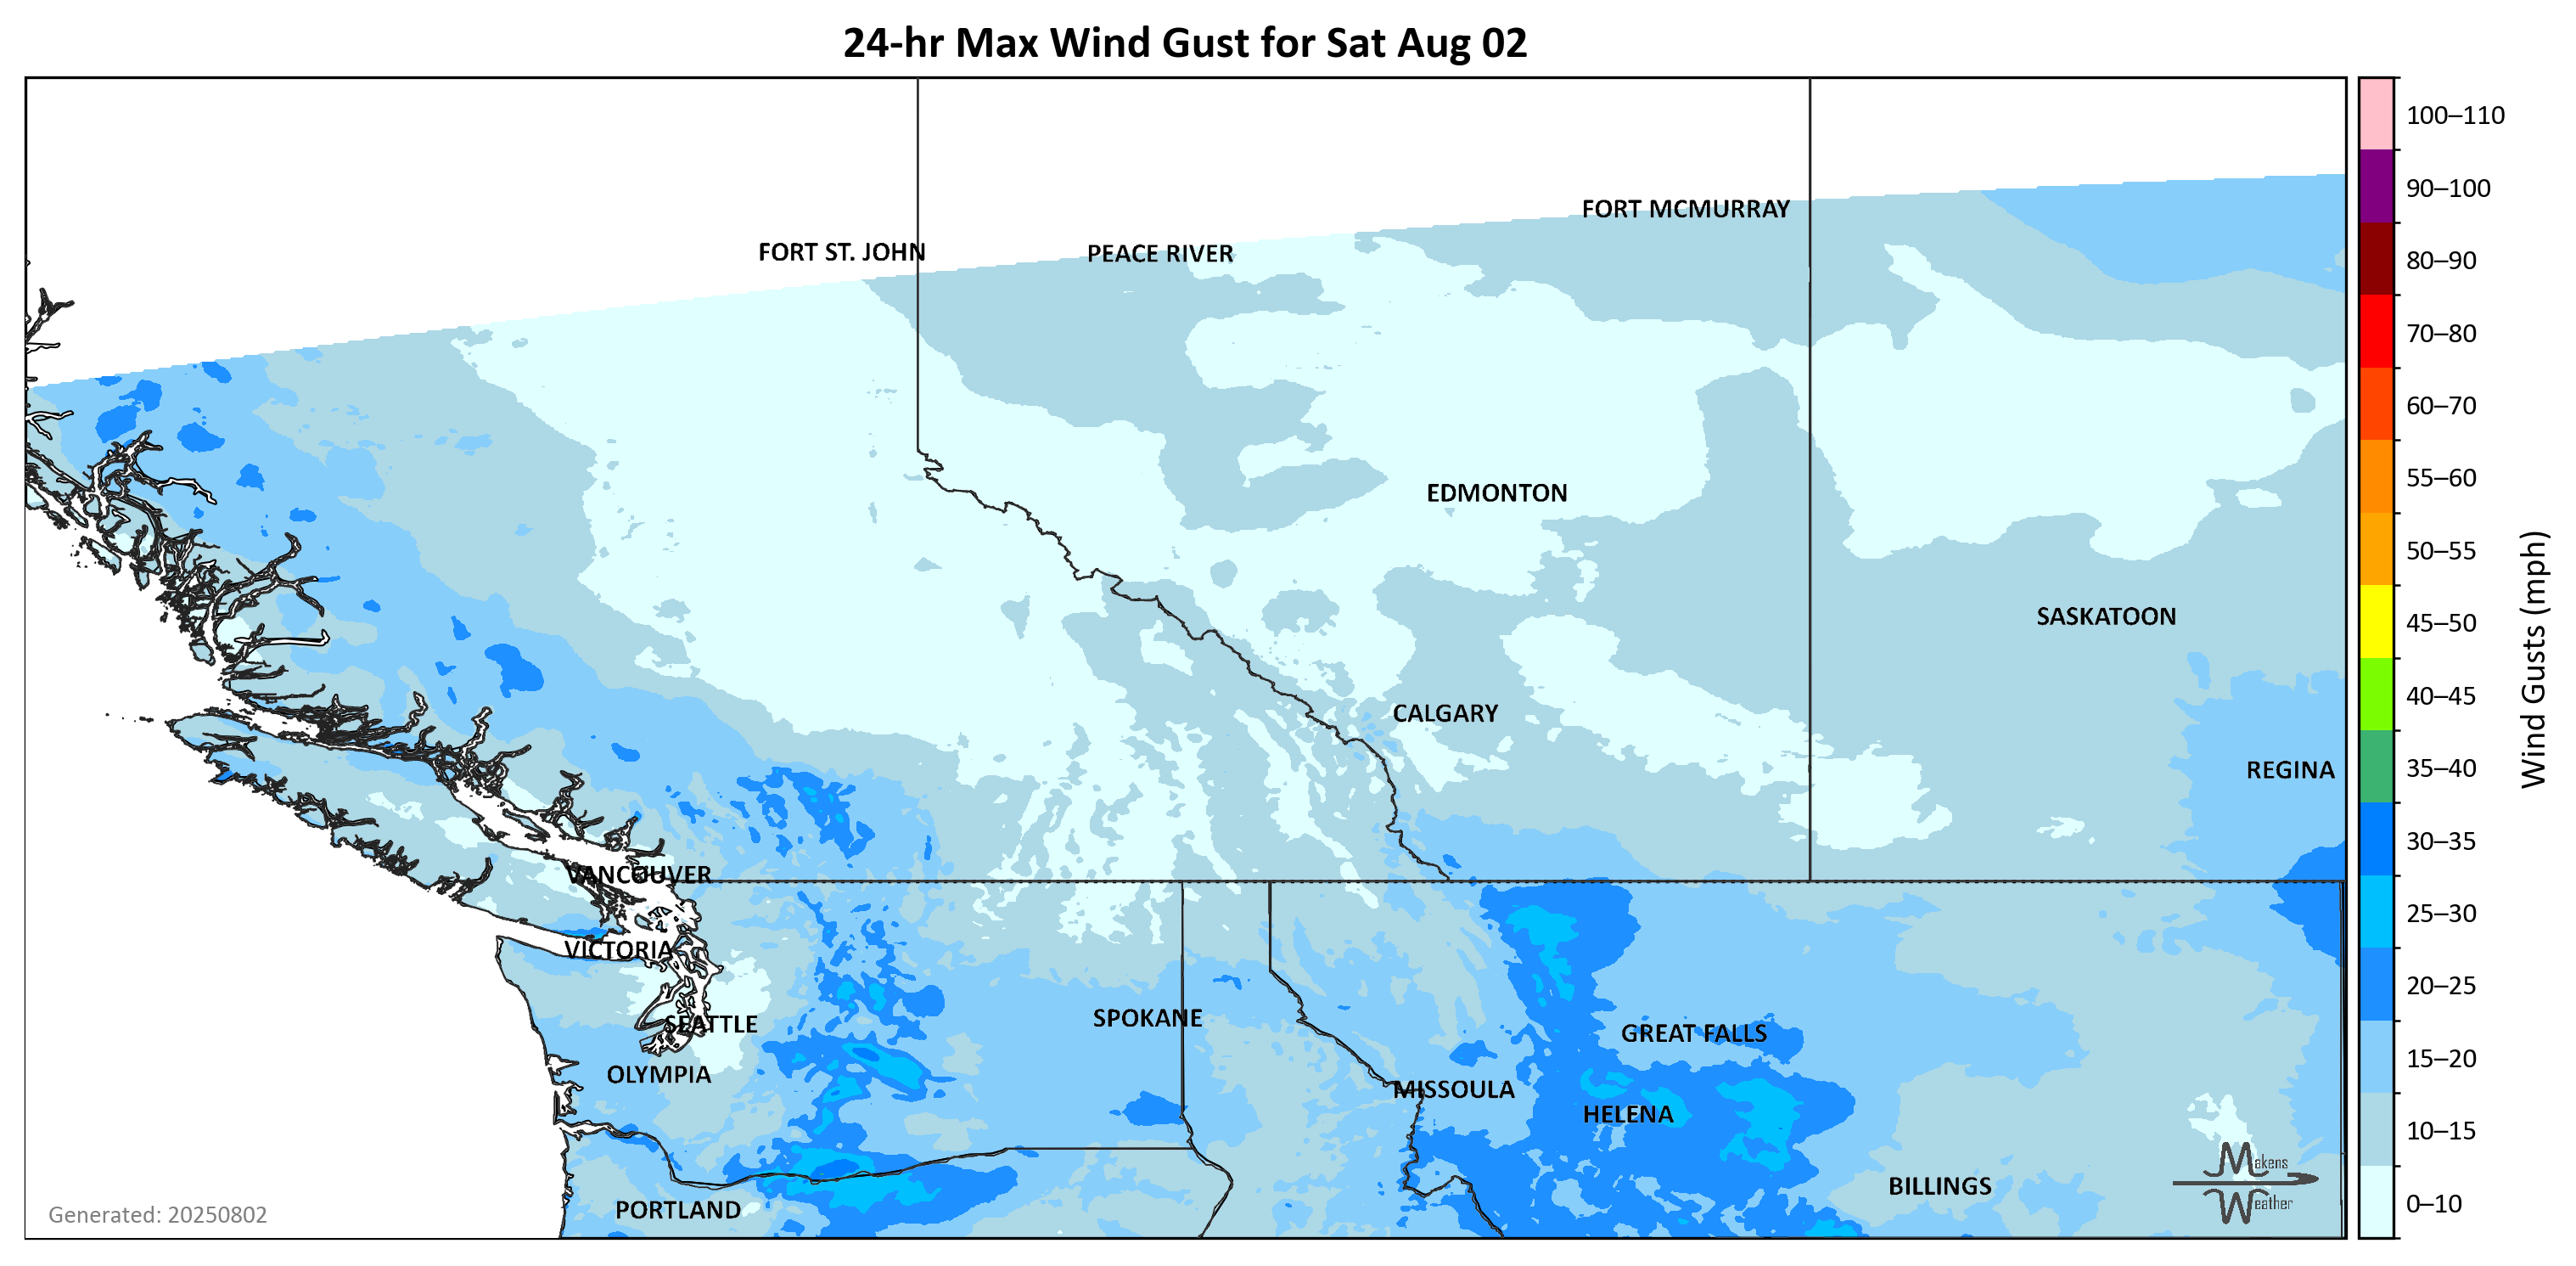 24-hr Max Wind Gust for Sat Aug 02
100–110
90–100
80–90
70–80
60–70
55–60
50–55
45–50
40–45
35–40
30–35
25–30
20–25
15–20
10–15
0–10
Wind Gusts (mph)
FORT MCMURRAY
FORT ST. JOHN
PEACE RIVER
EDMONTON
SASKATOON
CALGARY
REGINA
VANCOUVER
VICTORIA
SPOKANE
SEATTLE
GREAT FALLS
OLYMPIA
MISSOULA
HELENA
BILLINGS
PORTLAND
Makens
Weather
Generated: 20250802